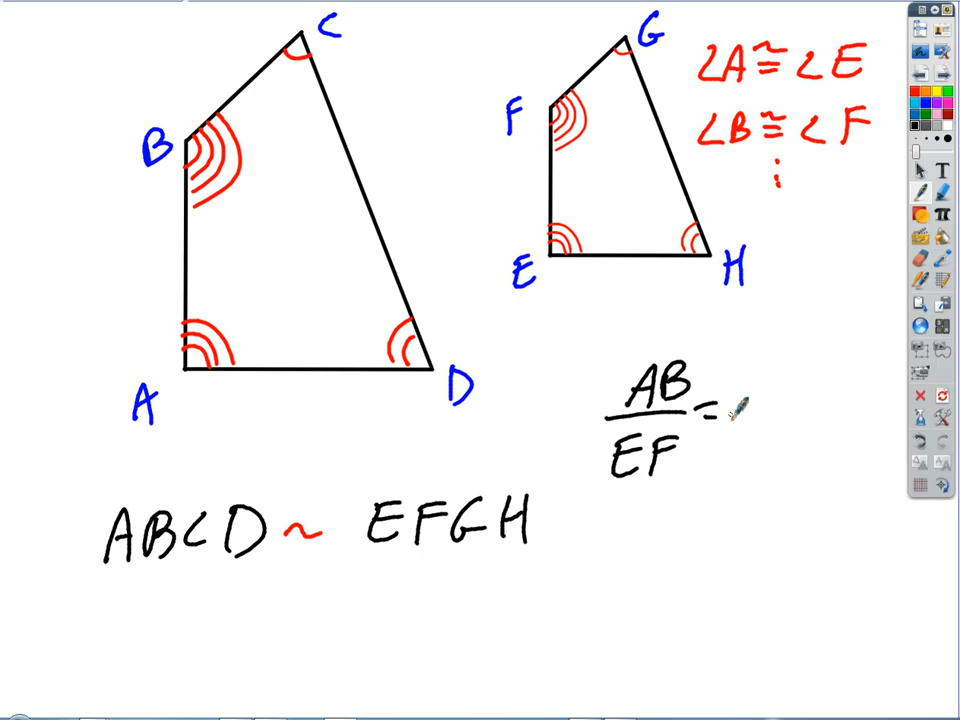 C
G
∠A ≅ ∠E
F
∠B ≅ ∠F
B
⋮
E
H
A
D
AB
EF
=
ABCD ~ EFGH
T
π